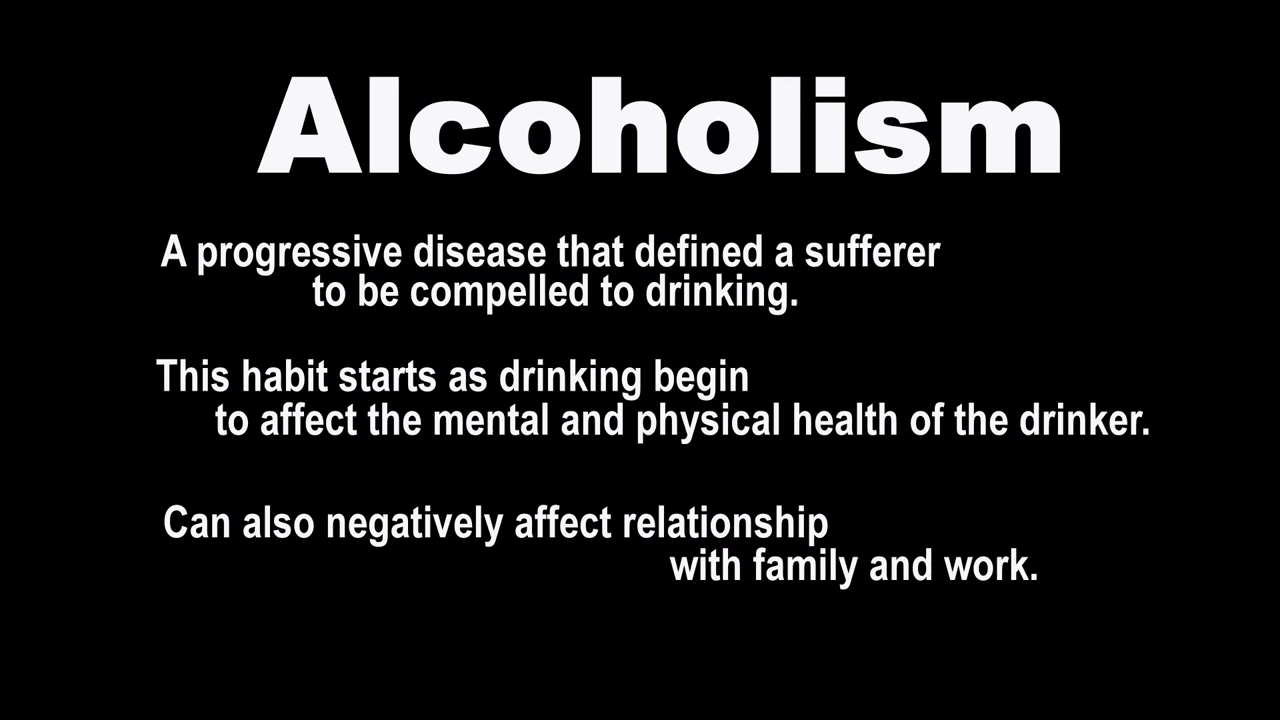 Alcoholism
A progressive disease that defined a sufferer
to be compelled to drinking.
This habit starts as drinking begin
to affect the mental and physical health of the drinker.
Can also negatively affect relationship
with family and work.